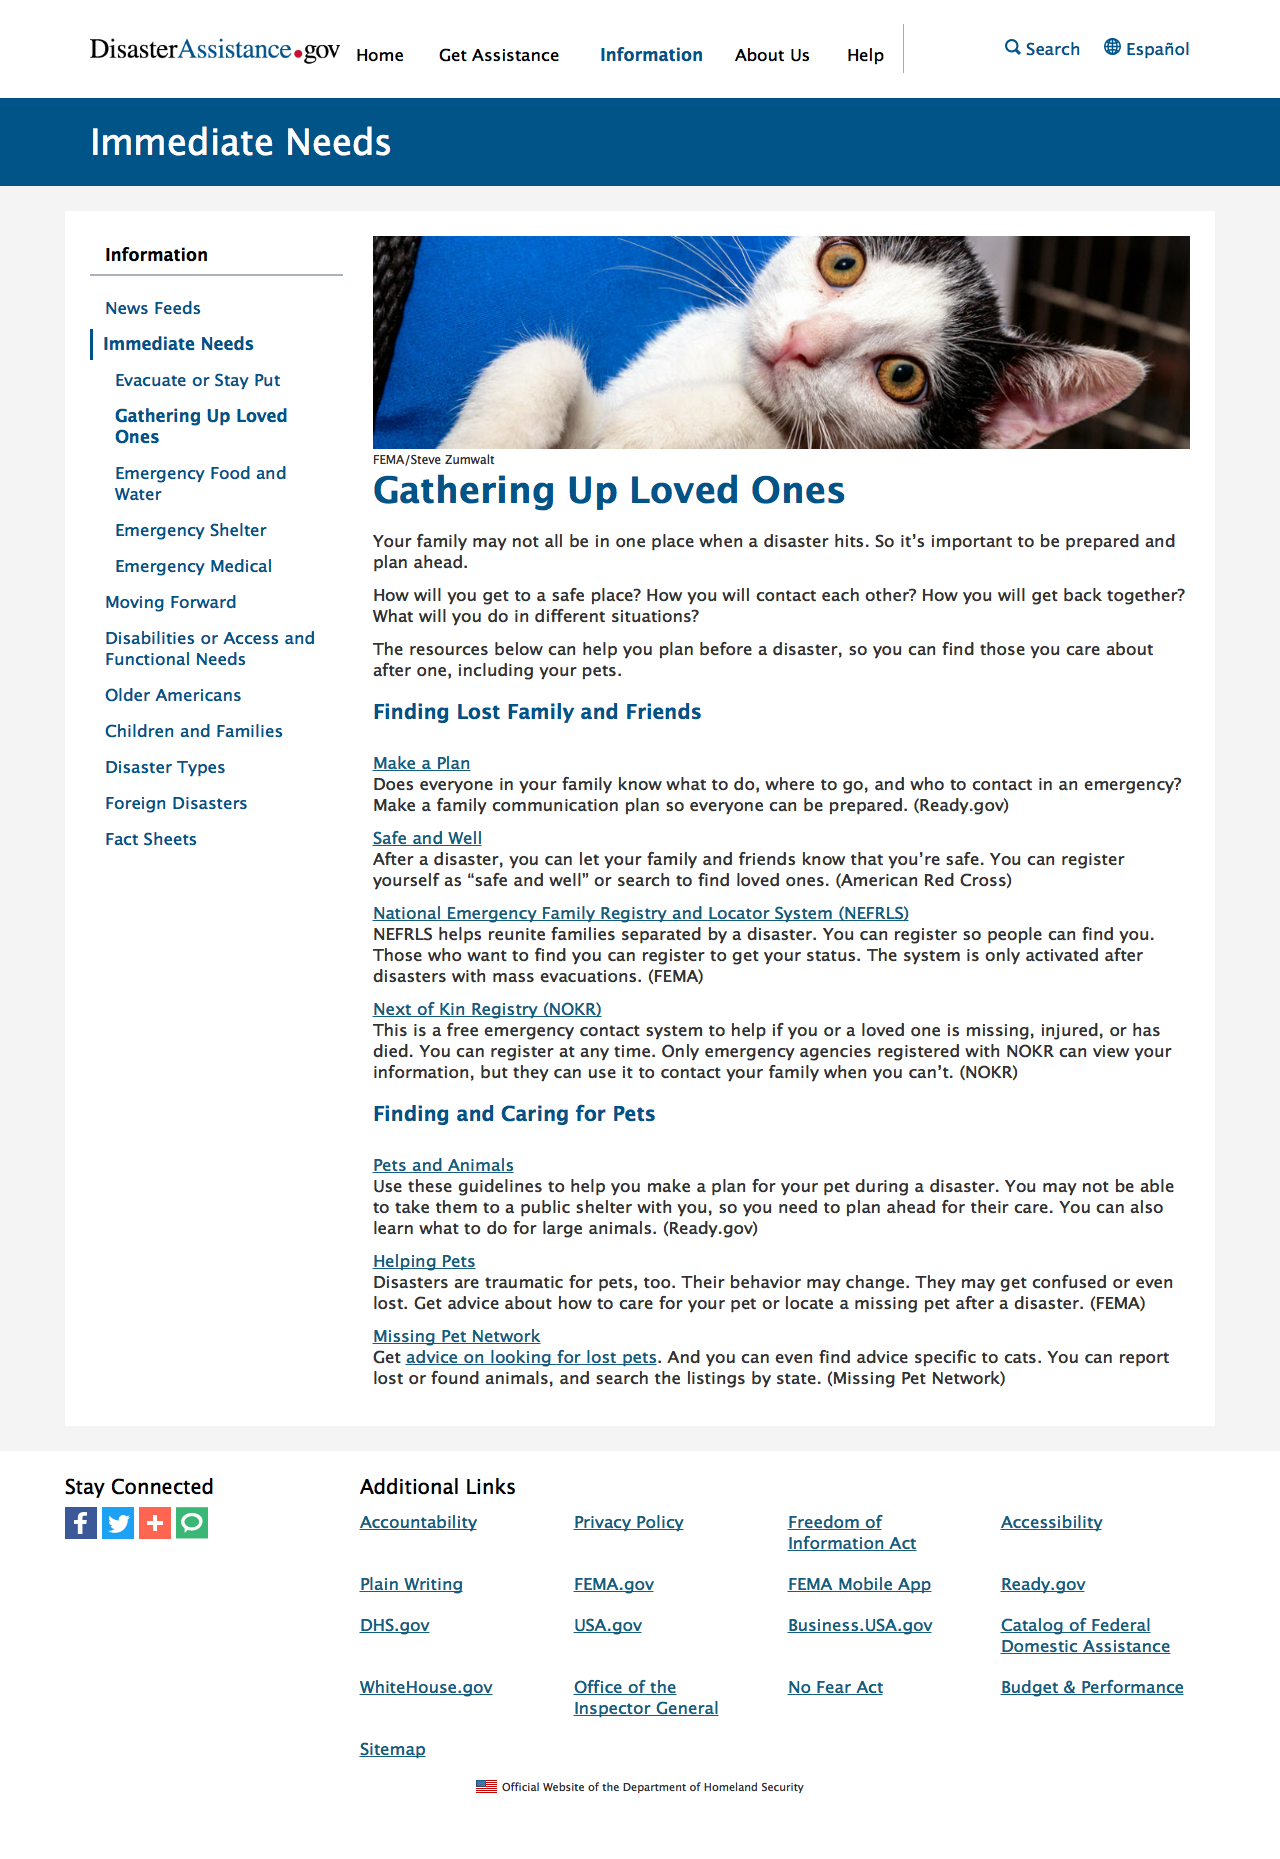 DisasterAssistance.gov Home Get Assistance Information About Us Help Search Español
Immediate Needs
Information
News Feeds
Immediate Needs
Evacuate or Stay Put
Gathering Up Loved
Ones
Emergency Food and
Water
Emergency Shelter
Emergency Medical
Moving Forward
Disabilities or Access and
Functional Needs
Older Americans
Children and Families
Disaster Types
Foreign Disasters
Fact Sheets
FEMA/Steve Zumwalt
Gathering Up Loved Ones
Your family may not all be in one place when a disaster hits. So it’s important to be prepared and
plan ahead.
How will you get to a safe place? How you will contact each other? How you will get back together?
What will you do in different situations?
The resources below can help you plan before a disaster, so you can find those you care about
after one, including your pets.
Finding Lost Family and Friends
Make a Plan
Does everyone in your family know what to do, where to go, and who to contact in an emergency?
Make a family communication plan so everyone can be prepared. (Ready.gov)
Safe and Well
After a disaster, you can let your family and friends know that you’re safe. You can register
yourself as “safe and well” or search to find loved ones. (American Red Cross)
National Emergency Family Registry and Locator System (NEFRLS)
NEFRLS helps reunite families separated by a disaster. You can register so people can find you.
Those who want to find you can register to get your status. The system is only activated after
disasters with mass evacuations. (FEMA)
Next of Kin Registry (NOKR)
This is a free emergency contact system to help if you or a loved one is missing, injured, or has
died. You can register at any time. Only emergency agencies registered with NOKR can view your
information, but they can use it to contact your family when you can’t. (NOKR)
Finding and Caring for Pets
Pets and Animals
Use these guidelines to help you make a plan for your pet during a disaster. You may not be able
to take them to a public shelter with you, so you need to plan ahead for their care. You can also
learn what to do for large animals. (Ready.gov)
Helping Pets
Disasters are traumatic for pets, too. Their behavior may change. They may get confused or even
lost. Get advice about how to care for your pet or locate a missing pet after a disaster. (FEMA)
Missing Pet Network
Get advice on looking for lost pets. And you can even find advice specific to cats. You can report
lost or found animals, and search the listings by state. (Missing Pet Network)
Stay Connected
Additional Links
Accountability Privacy Policy Freedom of Accessibility
Information Act
Plain Writing FEMA.gov FEMA Mobile App Ready.gov
DHS.gov USA.gov Business.USA.gov Catalog of Federal
Domestic Assistance
WhiteHouse.gov Office of the No Fear Act Budget & Performance
Inspector General
Sitemap
Official Website of the Department of Homeland Security